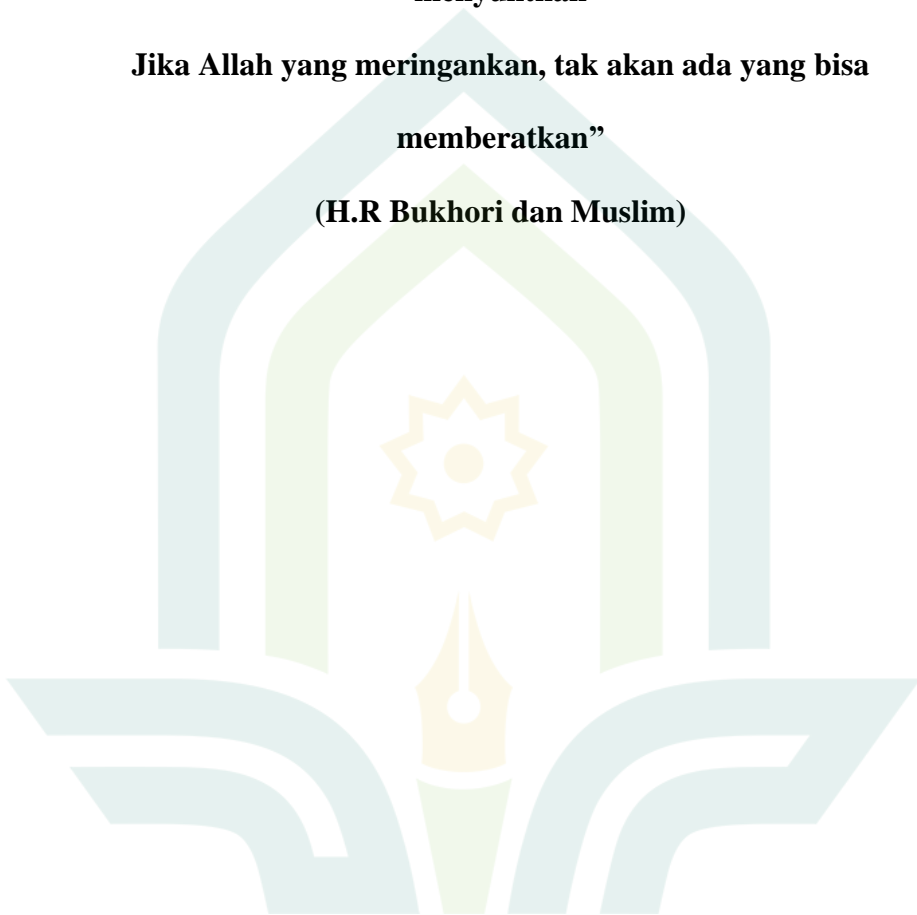 Jika Allah yang meringankan, tak akan ada yang bisa
memberatkan”
(H.R Bukhori dan Muslim)